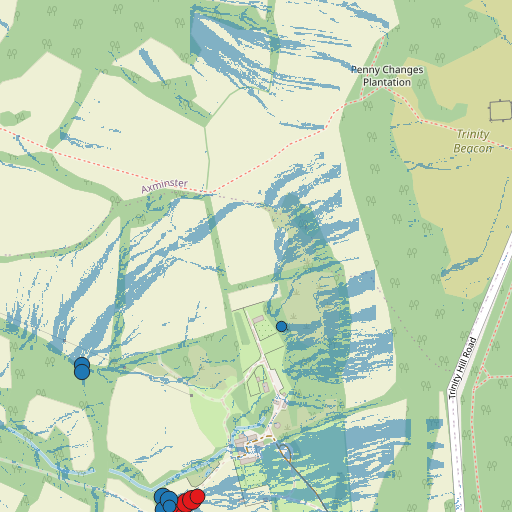 Penny Changes
Plantation
Trinity
Beacon
Axminster
Trinity Hill Road